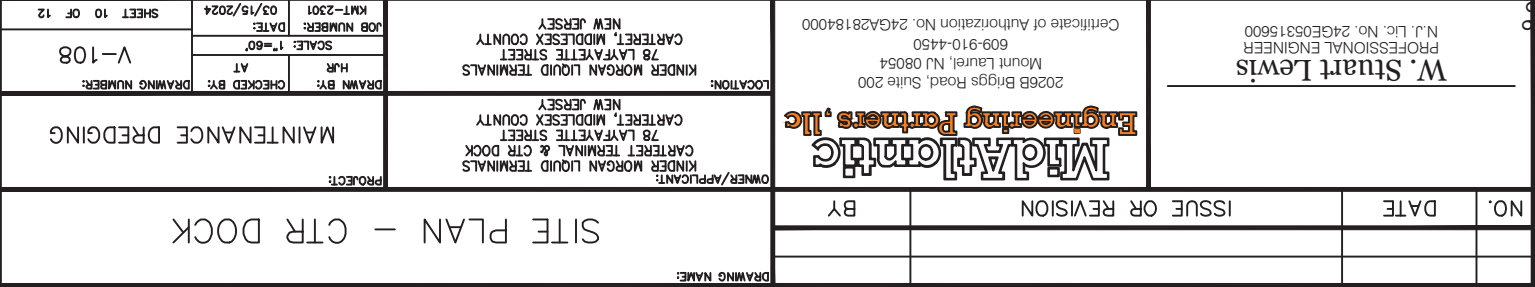 NO.
DATE
ISSUE OR REVISION
BY
W. Stuart Lewis
PROFESSIONAL ENGINEER
N.J. Lic. No. 24GE05315600
MidAtlantic
Engineering Partners, llc
2026B Briggs Road, Suite 200
Mount Laurel, NJ 08054
609-910-4450
Certificate of Authorization No. 24GA28184000
DRAWING NAME:
SITE PLAN - CTR DOCK
OWNER/APPLICANT:
KINDER MORGAN LIQUID TERMINALS
CARTERET TERMINAL & CTR DOCK
78 LAYFAYETTE STREET
CARTERET, MIDDLESEX COUNTY
NEW JERSEY
PROJECT:
MAINTENANCE DREDGING
LOCATION:
KINDER MORGAN LIQUID TERMINALS
78 LAYFAYETTE STREET
CARTERET, MIDDLESEX COUNTY
NEW JERSEY
DRAWN BY:
HJR
CHECKED BY:
AT
DRAWING NUMBER:
V-108
SCALE: 1"=60'
JOB NUMBER:
KMT-2301
DATE:
03/15/2024
SHEET 10 OF 12